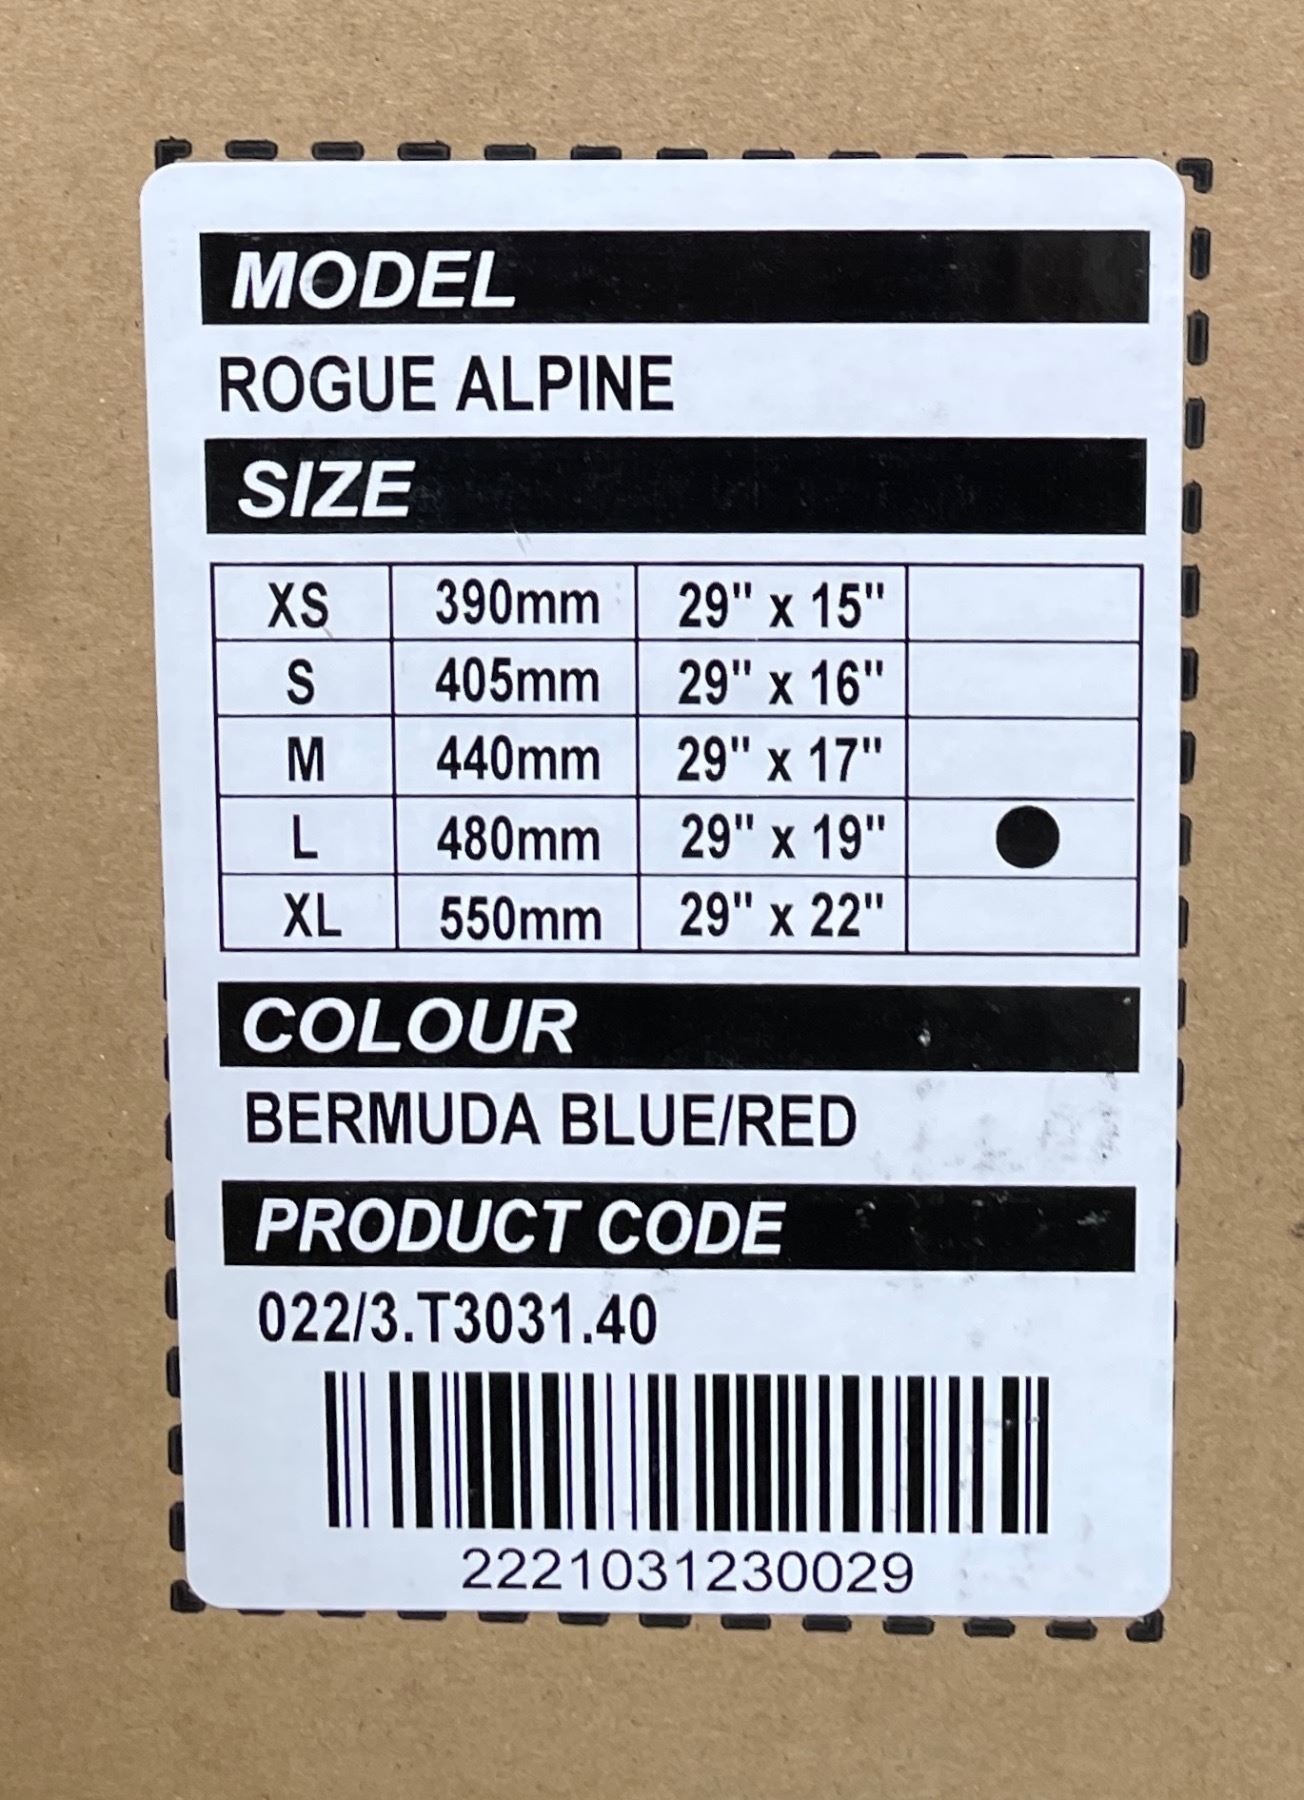 MODEL
ROGUE ALPINE
SIZE
XS 390mm 29" x 15"
S 405mm 29" x 16"
M 440mm 29" x 17"
L 480mm 29" x 19" ●
XL 550mm 29" x 22"
COLOUR
BERMUDA BLUE/RED
PRODUCT CODE
022/3.T3031.40
2221031230029